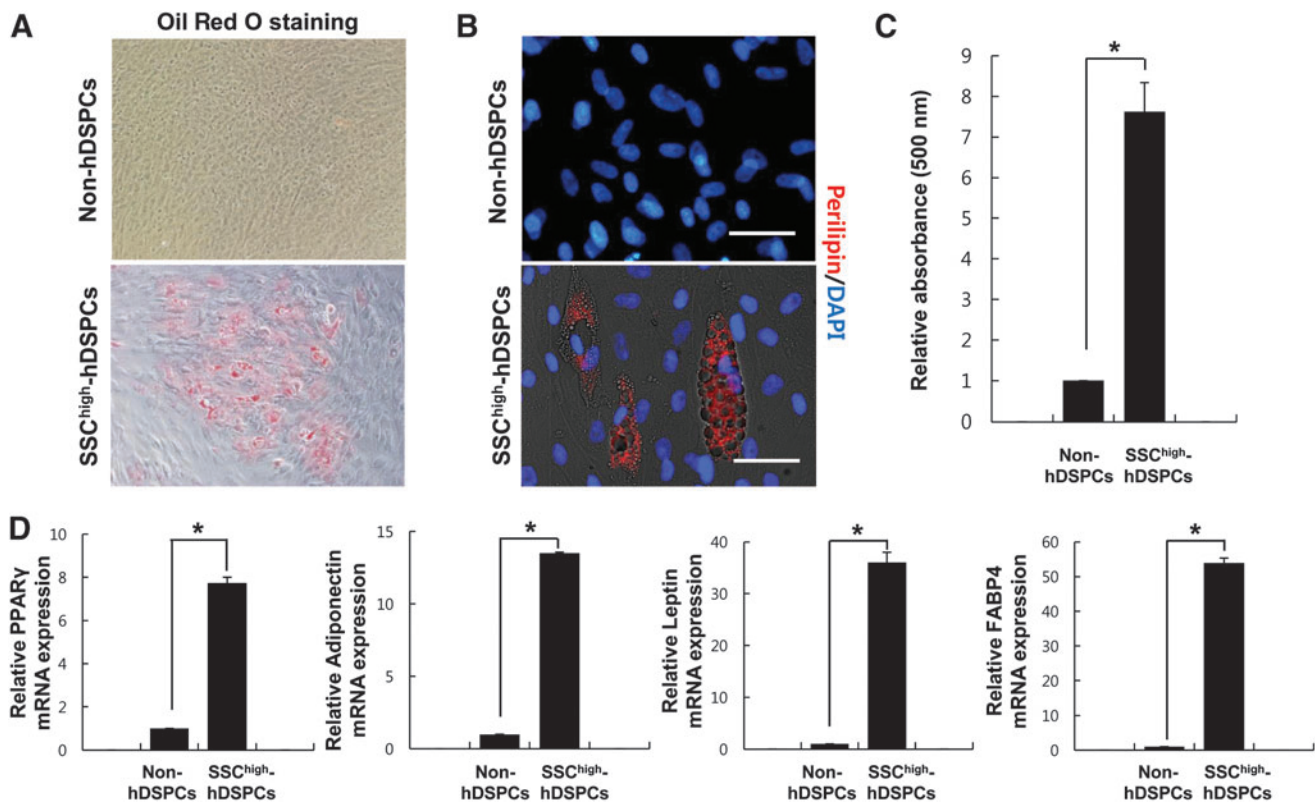 A
Oil Red O staining
Non-hDSPCs
SSChigh-hDSPCs
B
Non-hDSPCs
SSChigh-hDSPCs
Perilipin/DAPI
C
Relative absorbance (500 nm)
9
8
7
6
5
4
3
2
1
0
*
Non-
hDSPCs
SSChigh-
hDSPCs
D
Relative PPARγ
mRNA expression
10
8
6
4
2
0
*
Non-
hDSPCs
SSChigh-
hDSPCs
Relative Adiponectin
mRNA expression
15
10
5
0
*
Non-
hDSPCs
SSChigh-
hDSPCs
Relative Leptin
mRNA expression
40
30
20
10
0
*
Non-
hDSPCs
SSChigh-
hDSPCs
Relative FABP4
mRNA expression
60
50
40
30
20
10
0
*
Non-
hDSPCs
SSChigh-
hDSPCs